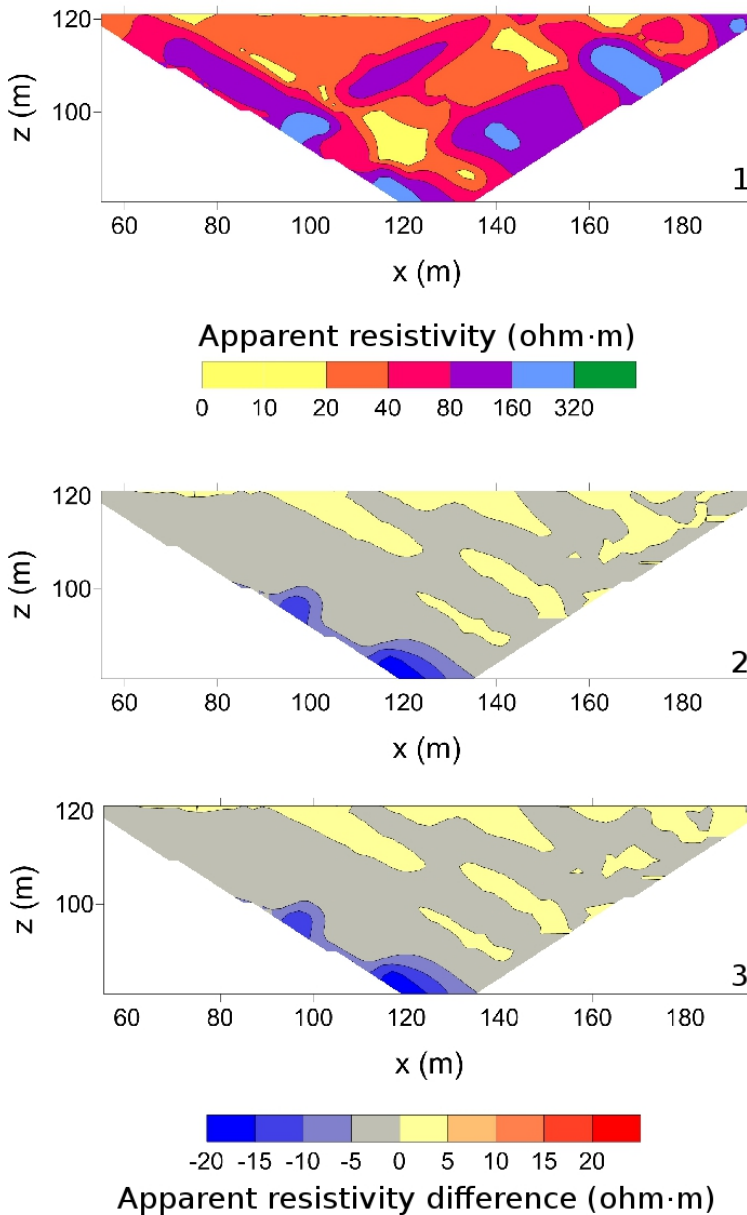 120
100
z (m)
1
60 80 100 120 140 160 180
x (m)
Apparent resistivity (ohm·m)
0 10 20 40 80 160 320
120
100
z (m)
2
60 80 100 120 140 160 180
x (m)
120
100
z (m)
3
60 80 100 120 140 160 180
x (m)
-20 -15 -10 -5 0 5 10 15 20
Apparent resistivity difference (ohm·m)